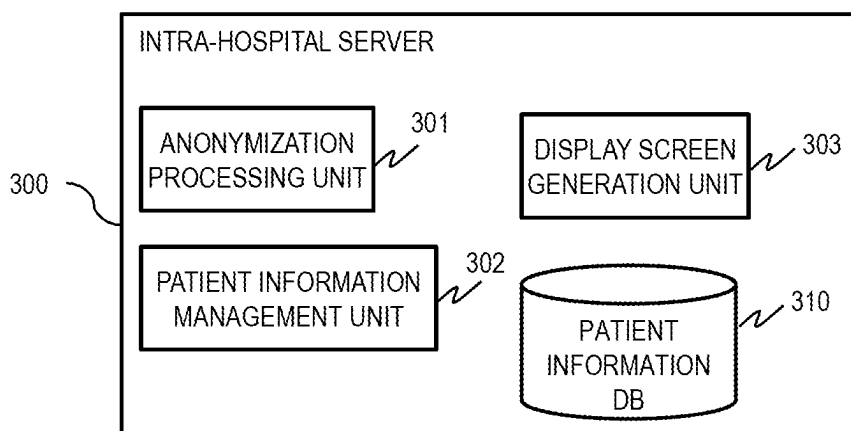 INTRA-HOSPITAL SERVER
ANONYMIZATION
PROCESSING UNIT
301
DISPLAY SCREEN
GENERATION UNIT
303
300
PATIENT INFORMATION
MANAGEMENT UNIT
302
PATIENT
INFORMATION
DB
310